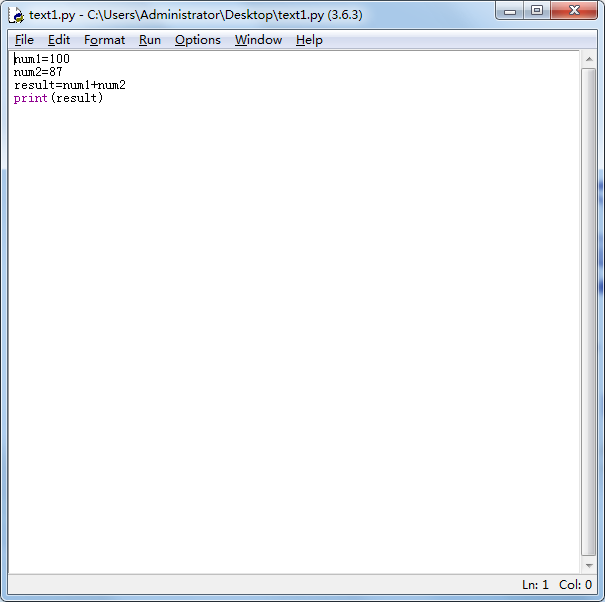 text1.py - C:\Users\Administrator\Desktop\text1.py (3.6.3)
File Edit Format Run Options Window Help
num1=100
num2=87
result=num1+num2
print(result)
Ln: 1 Col: 0